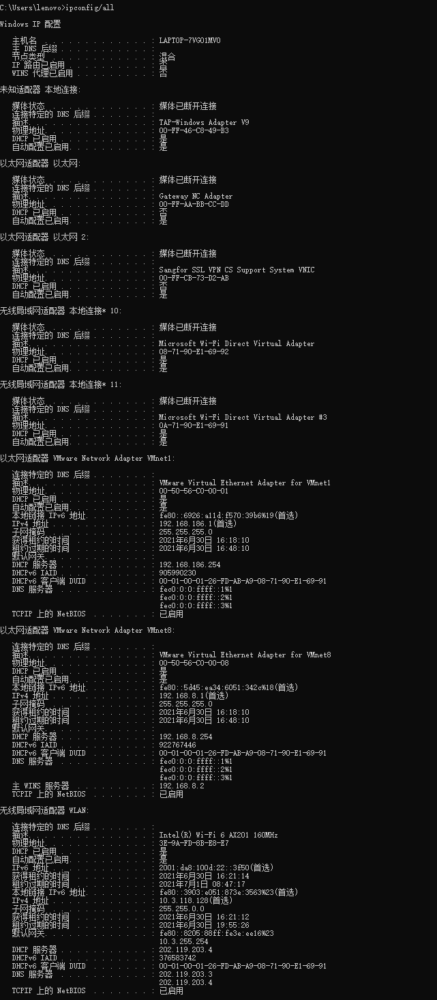 C:\Users\lenovo>ipconfig/all
Windows IP 配置
主机名 . . . . . . . . . . . . . : LAPTOP-7VGO1MVO
主 DNS 后缀 . . . . . . . . . . . :
节点类型 . . . . . . . . . . . . : 混合
IP 路由已启用 . . . . . . . . . . : 否
WINS 代理已启用 . . . . . . . . . : 否
未知适配器 本地连接:
媒体状态 . . . . . . . . . . . . : 媒体已断开连接
连接特定的 DNS 后缀 . . . . . . . :
描述. . . . . . . . . . . . . . . : TAP-Windows Adapter V9
物理地址. . . . . . . . . . . . . : 00-FF-46-C8-49-B3
DHCP 已启用 . . . . . . . . . . . : 是
自动配置已启用. . . . . . . . . . : 是
以太网适配器 以太网:
媒体状态 . . . . . . . . . . . . : 媒体已断开连接
连接特定的 DNS 后缀 . . . . . . . :
描述. . . . . . . . . . . . . . . : Gateway NC Adapter
物理地址. . . . . . . . . . . . . : 00-FF-AA-BB-CC-DD
DHCP 已启用 . . . . . . . . . . . : 否
自动配置已启用. . . . . . . . . . : 是
以太网适配器 以太网 2:
媒体状态 . . . . . . . . . . . . : 媒体已断开连接
连接特定的 DNS 后缀 . . . . . . . :
描述. . . . . . . . . . . . . . . : Sangfor SSL VPN CS Support System VNIC
物理地址. . . . . . . . . . . . . : 00-FF-CB-73-D2-AB
DHCP 已启用 . . . . . . . . . . . : 否
自动配置已启用. . . . . . . . . . : 是
无线局域网适配器 本地连接* 10:
媒体状态 . . . . . . . . . . . . : 媒体已断开连接
连接特定的 DNS 后缀 . . . . . . . :
描述. . . . . . . . . . . . . . . : Microsoft Wi-Fi Direct Virtual Adapter
物理地址. . . . . . . . . . . . . : 08-71-90-E1-69-92
DHCP 已启用 . . . . . . . . . . . : 是
自动配置已启用. . . . . . . . . . : 是
无线局域网适配器 本地连接* 11:
媒体状态 . . . . . . . . . . . . : 媒体已断开连接
连接特定的 DNS 后缀 . . . . . . . :
描述. . . . . . . . . . . . . . . : Microsoft Wi-Fi Direct Virtual Adapter #3
物理地址. . . . . . . . . . . . . : 0A-71-90-E1-69-91
DHCP 已启用 . . . . . . . . . . . : 是
自动配置已启用. . . . . . . . . . : 是
以太网适配器 VMware Network Adapter VMnet1:
连接特定的 DNS 后缀 . . . . . . . :
描述. . . . . . . . . . . . . . . : VMware Virtual Ethernet Adapter for VMnet1
物理地址. . . . . . . . . . . . . : 00-50-56-C0-00-01
DHCP 已启用 . . . . . . . . . . . : 是
自动配置已启用. . . . . . . . . . : 是
本地链接 IPv6 地址. . . . . . . . : fe80::6926:a11d:f570:39b6%19(首选)
IPv4 地址 . . . . . . . . . . . . : 192.168.186.1(首选)
子网掩码 . . . . . . . . . . . . : 255.255.255.0
获得租约的时间 . . . . . . . . . : 2021年6月30日 16:18:10
租约过期的时间 . . . . . . . . . : 2021年6月30日 16:48:10
默认网关. . . . . . . . . . . . . :
DHCP 服务器 . . . . . . . . . . . : 192.168.186.254
DHCPv6 IAID . . . . . . . . . . . : 905990230
DHCPv6 客户端 DUID . . . . . . . : 00-01-00-01-26-FD-AB-A9-08-71-90-E1-69-91
DNS 服务器 . . . . . . . . . . . : fec0:0:0:ffff::1%1
fec0:0:0:ffff::2%1
fec0:0:0:ffff::3%1
TCPIP 上的 NetBIOS . . . . . . . : 已启用
以太网适配器 VMware Network Adapter VMnet8:
连接特定的 DNS 后缀 . . . . . . . :
描述. . . . . . . . . . . . . . . : VMware Virtual Ethernet Adapter for VMnet8
物理地址. . . . . . . . . . . . . : 00-50-56-C0-00-08
DHCP 已启用 . . . . . . . . . . . : 是
自动配置已启用. . . . . . . . . . : 是
本地链接 IPv6 地址. . . . . . . . : fe80::5d45:ea34:6051:342c%18(首选)
IPv4 地址 . . . . . . . . . . . . : 192.168.8.1(首选)
子网掩码 . . . . . . . . . . . . : 255.255.255.0
获得租约的时间 . . . . . . . . . : 2021年6月30日 16:18:10
租约过期的时间 . . . . . . . . . : 2021年6月30日 16:48:10
默认网关. . . . . . . . . . . . . :
DHCP 服务器 . . . . . . . . . . . : 192.168.8.254
DHCPv6 IAID . . . . . . . . . . . : 922767446
DHCPv6 客户端 DUID . . . . . . . : 00-01-00-01-26-FD-AB-A9-08-71-90-E1-69-91
DNS 服务器 . . . . . . . . . . . : fec0:0:0:ffff::1%1
fec0:0:0:ffff::2%1
fec0:0:0:ffff::3%1
主 WINS 服务器 . . . . . . . . . : 192.168.8.2
TCPIP 上的 NetBIOS . . . . . . . : 已启用
无线局域网适配器 WLAN:
连接特定的 DNS 后缀 . . . . . . . :
描述. . . . . . . . . . . . . . . : Intel(R) Wi-Fi 6 AX201 160MHz
物理地址. . . . . . . . . . . . . : 3E-9A-FD-8B-E8-E7
DHCP 已启用 . . . . . . . . . . . : 是
自动配置已启用. . . . . . . . . . : 是
IPv6 地址 . . . . . . . . . . . . : 2001:da8:100d:22::3f50(首选)
获得租约的时间 . . . . . . . . . : 2021年6月30日 16:21:14
租约过期的时间 . . . . . . . . . : 2021年7月1日 08:47:17
本地链接 IPv6 地址. . . . . . . . : fe80::3903:e051:873e:3563%23(首选)
IPv4 地址 . . . . . . . . . . . . : 10.3.118.128(首选)
子网掩码 . . . . . . . . . . . . : 255.255.0.0
获得租约的时间 . . . . . . . . . : 2021年6月30日 16:21:12
租约过期的时间 . . . . . . . . . : 2021年6月30日 19:55:26
默认网关. . . . . . . . . . . . . : fe80::8205:88ff:fe3e:ee16%23
10.3.255.254
DHCP 服务器 . . . . . . . . . . . : 202.119.203.4
DHCPv6 IAID . . . . . . . . . . . : 376583742
DHCPv6 客户端 DUID . . . . . . . : 00-01-00-01-26-FD-AB-A9-08-71-90-E1-69-91
DNS 服务器 . . . . . . . . . . . : 202.119.203.3
202.119.203.4
TCPIP 上的 NetBIOS . . . . . . . : 已启用